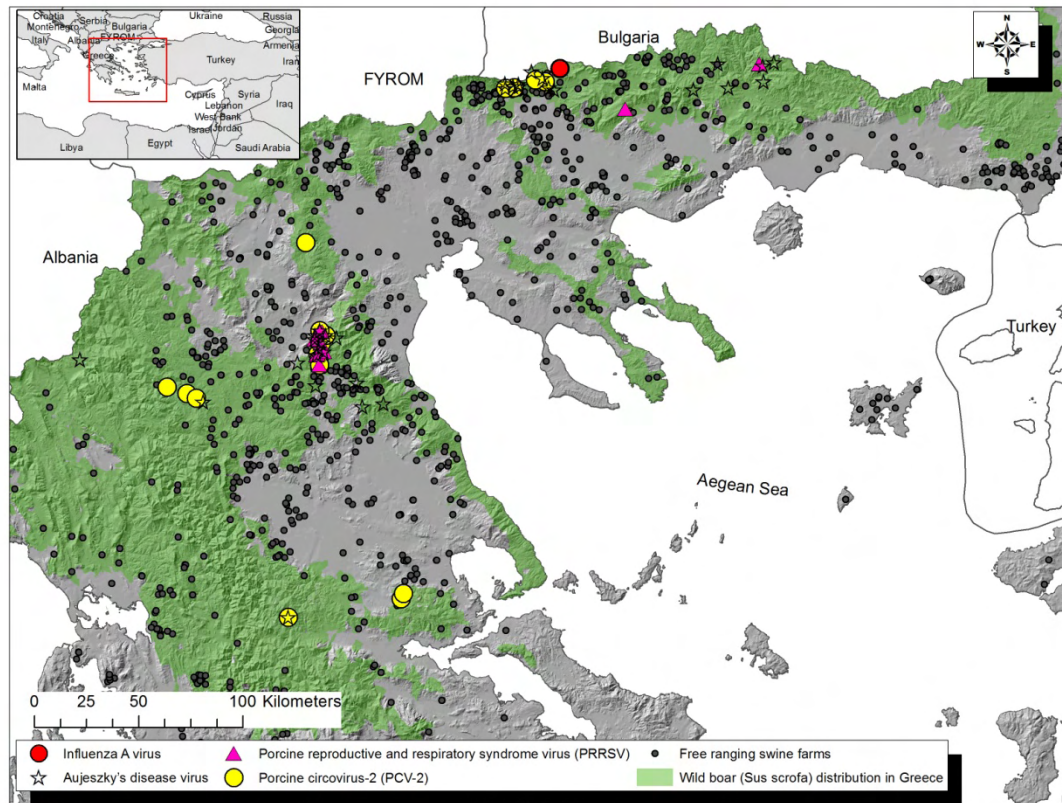 Croatia
Ukraine
Russia
Montenegro
Serbia
Bulgaria
Georgia
Italy
Albania
FYROM
Armenia
Greece
Turkey
Iran
Malta
Cyprus
Syria
Lebanon
West Bank
Iraq
Israel
Jordan
Libya
Egypt
Saudi Arabia
N
W
E
S
Bulgaria
FYROM
Albania
Turkey
Aegean Sea
0 25 50 100 Kilometers
Influenza A virus
Porcine reproductive and respiratory syndrome virus (PRRSV)
Free ranging swine farms
Aujeszky's disease virus
Porcine circovirus-2 (PCV-2)
Wild boar (Sus scrofa) distribution in Greece